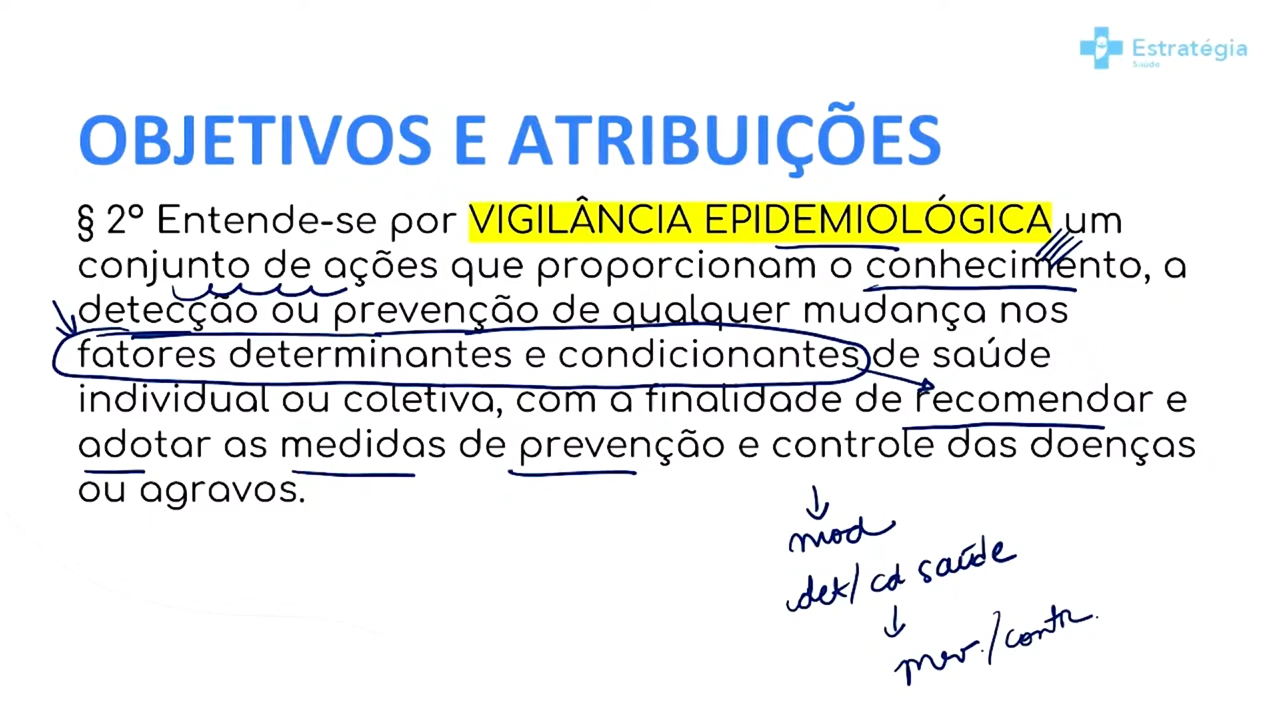 Estratégia
Saúde
OBJETIVOS E ATRIBUIÇÕES
§ 2º Entende-se por VIGILÂNCIA EPIDEMIOLÓGICA um
conjunto de ações que proporcionam o conhecimento, a
detecção ou prevenção de qualquer mudança nos
fatores determinantes e condicionantes de saúde
individual ou coletiva, com a finalidade de recomendar e
adotar as medidas de prevenção e controle das doenças
ou agravos.
mod
det/cd saúde
prev./contr.